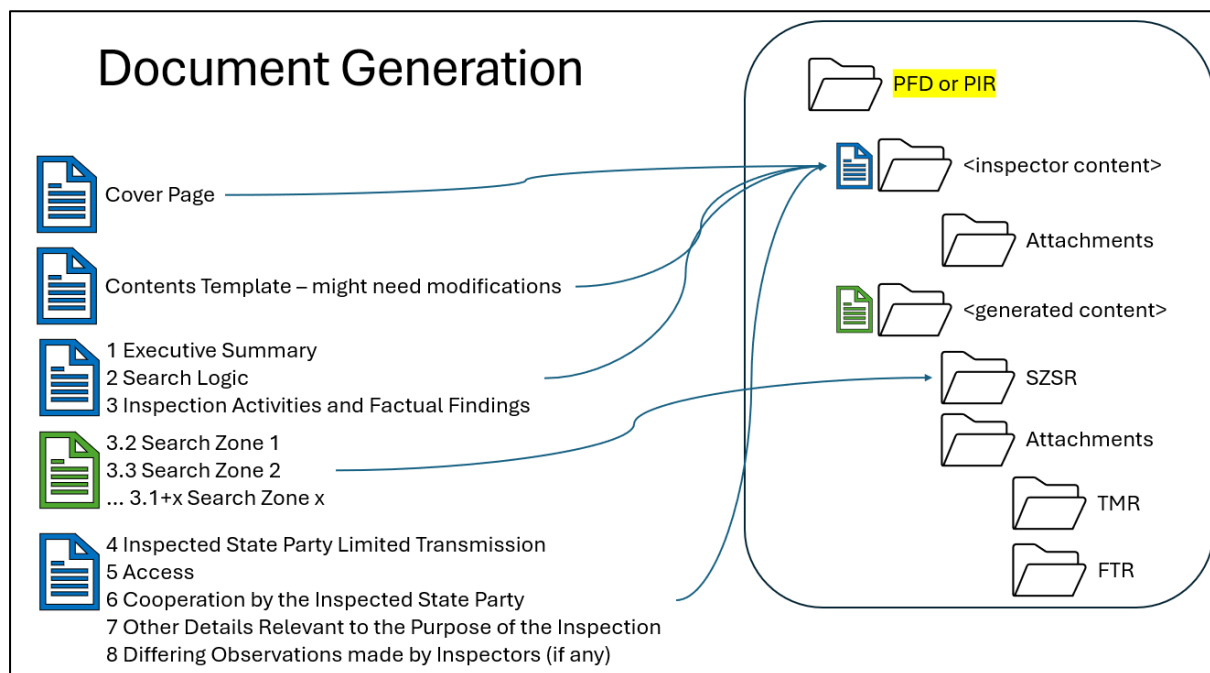 Document Generation
Cover Page
Contents Template – might need modifications
1 Executive Summary
2 Search Logic
3 Inspection Activities and Factual Findings
3.2 Search Zone 1
3.3 Search Zone 2
... 3.1+x Search Zone x
4 Inspected State Party Limited Transmission
5 Access
6 Cooperation by the Inspected State Party
7 Other Details Relevant to the Purpose of the Inspection
8 Differing Observations made by Inspectors (if any)
PFD or PIR
<inspector content>
Attachments
<generated content>
SZSR
Attachments
TMR
FTR